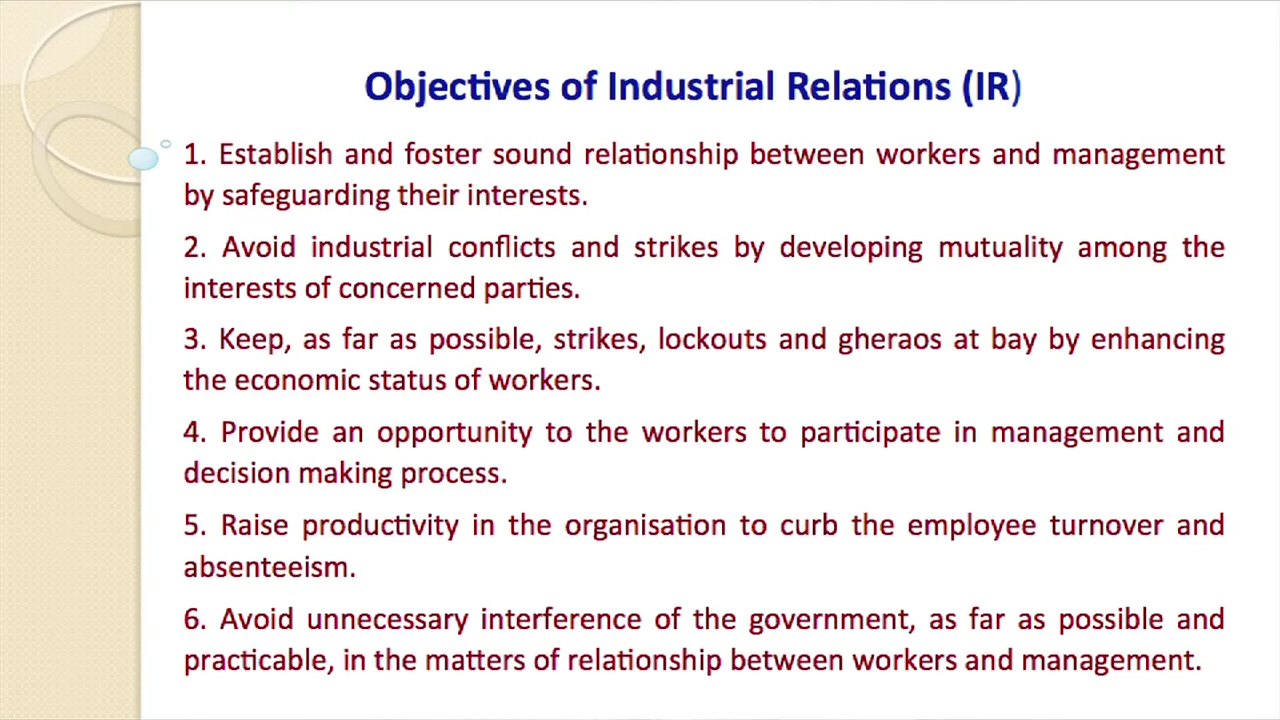 Objectives of Industrial Relations (IR)
1. Establish and foster sound relationship between workers and management
by safeguarding their interests.
2. Avoid industrial conflicts and strikes by developing mutuality among the
interests of concerned parties.
3. Keep, as far as possible, strikes, lockouts and gheraos at bay by enhancing
the economic status of workers.
4. Provide an opportunity to the workers to participate in management and
decision making process.
5. Raise productivity in the organisation to curb the employee turnover and
absenteeism.
6. Avoid unnecessary interference of the government, as far as possible and
practicable, in the matters of relationship between workers and management.